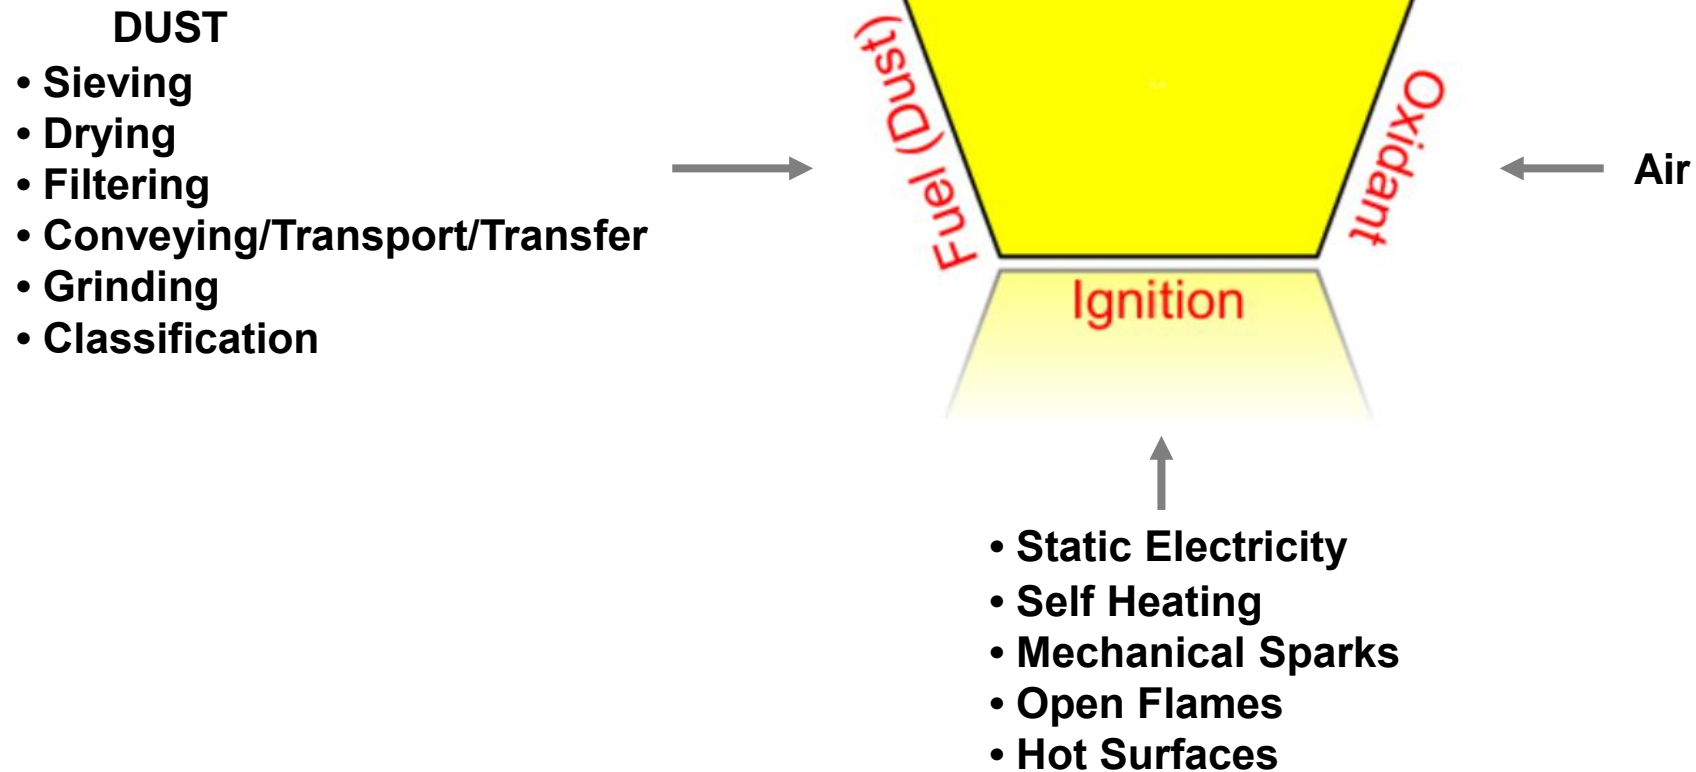 DUST
• Sieving
• Drying
• Filtering
• Conveying/Transport/Transfer
• Grinding
• Classification
Fuel (Dust)
Oxidant
Air
Ignition
• Static Electricity
• Self Heating
• Mechanical Sparks
• Open Flames
• Hot Surfaces